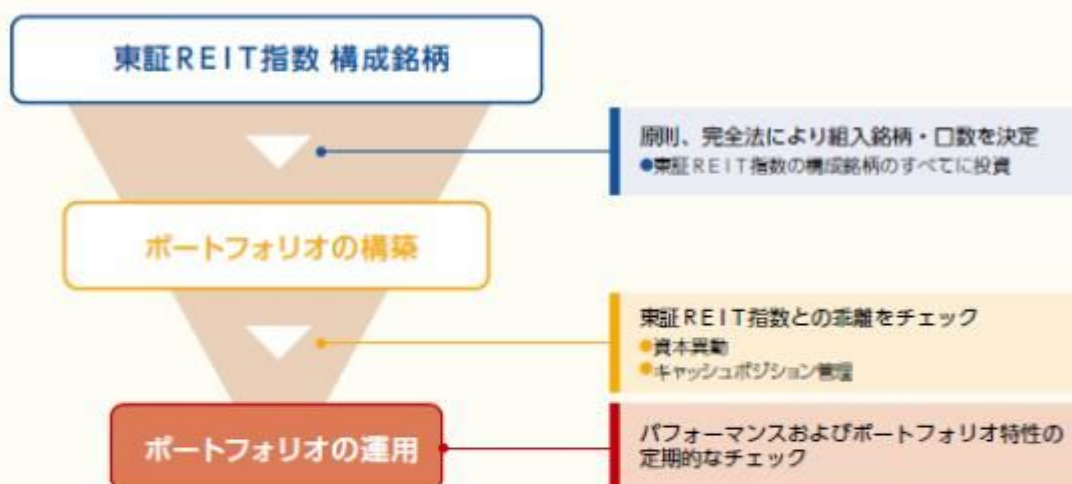 東証REIT指数 構成銘柄
原則、完全法により組入銘柄・口数を決定
●東証REIT指数の構成銘柄のすべてに投資
ポートフォリオの構築
東証REIT指数との乖離をチェック
●資本異動
●キャッシュポジション管理
ポートフォリオの運用
パフォーマンスおよびポートフォリオ特性の
定期的なチェック